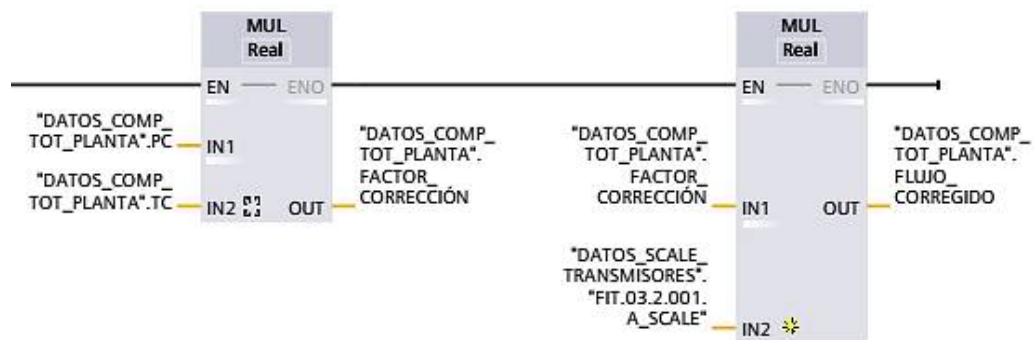 MUL
Real
EN
ENO
"DATOS_COMP_
TOT_PLANTA".PC
IN1
"DATOS_COMP_
TOT_PLANTA".TC
IN2
OUT
"DATOS_COMP_
TOT_PLANTA".
FACTOR_
CORRECCIÓN
MUL
Real
EN
ENO
"DATOS_COMP_
TOT_PLANTA".
FACTOR_
CORRECCIÓN
IN1
OUT
"DATOS_COMP_
TOT_PLANTA".
FLUJO_
CORREGIDO
"DATOS_SCALE_
TRANSMISORES".
"FIT.03.2.001.
A_SCALE"
IN2